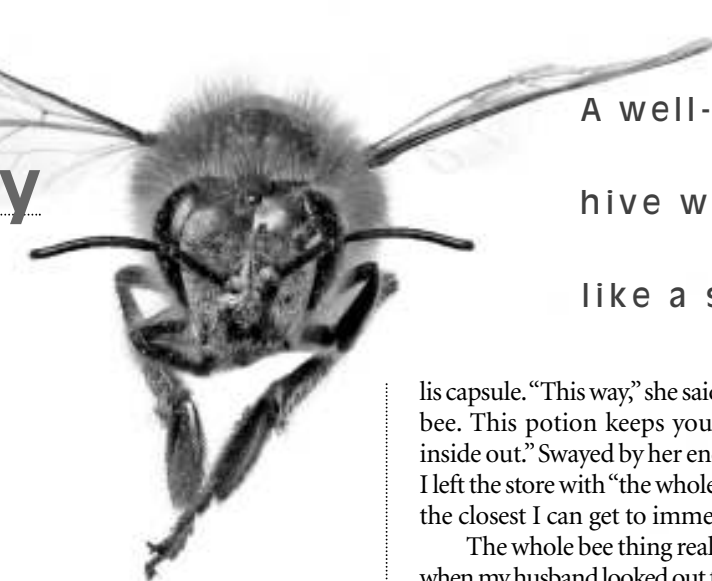 y
A well-
hive w
like a s
lis capsule. “This way,” she said
bee. This potion keeps you
inside out.” Swayed by her en
I left the store with “the whole
the closest I can get to imme
The whole bee thing real
when my husband looked out t